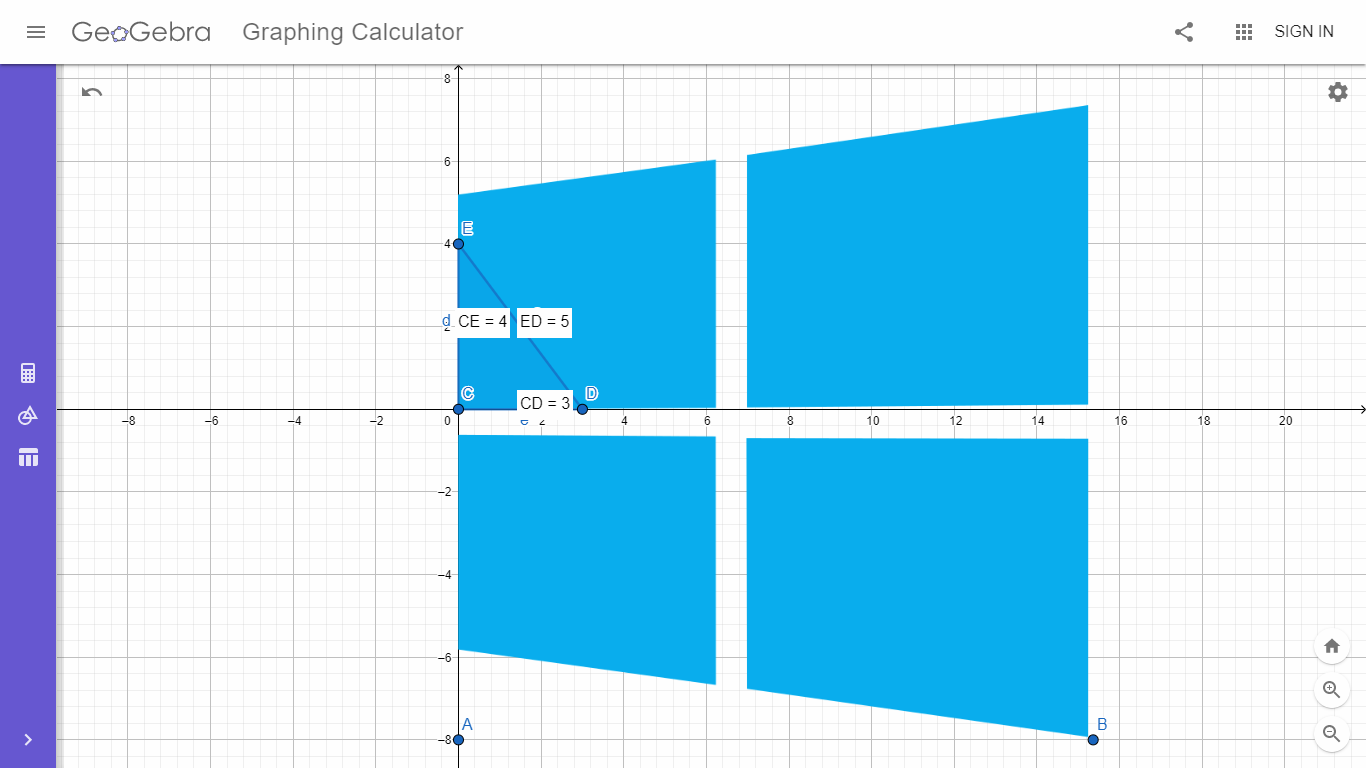 GeoGebra Graphing Calculator SIGN IN
8
6
E
4
d 2 CE = 4 ED = 5
C D
CD = 3
−8 −6 −4 −2 0 e 2 4 6 8 10 12 14 16 18 20
−2
−4
−6
A B
−8